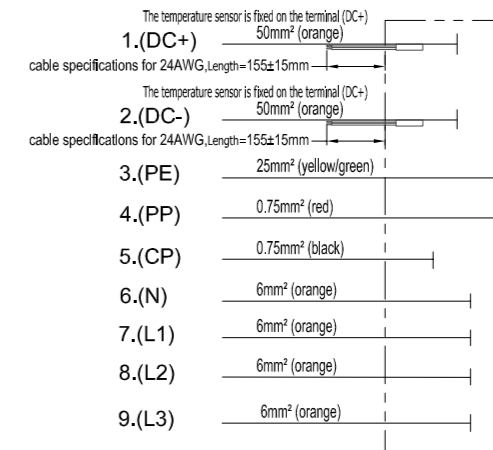 The temperature sensor is fixed on the terminal (DC+)
1.(DC+) 50mm² (orange)
cable specifications for 24AWG,Length=155±15mm
The temperature sensor is fixed on the terminal (DC+)
2.(DC-) 50mm² (orange)
cable specifications for 24AWG,Length=155±15mm
3.(PE) 25mm² (yellow/green)
4.(PP) 0.75mm² (red)
5.(CP) 0.75mm² (black)
6.(N) 6mm² (orange)
7.(L1) 6mm² (orange)
8.(L2) 6mm² (orange)
9.(L3) 6mm² (orange)